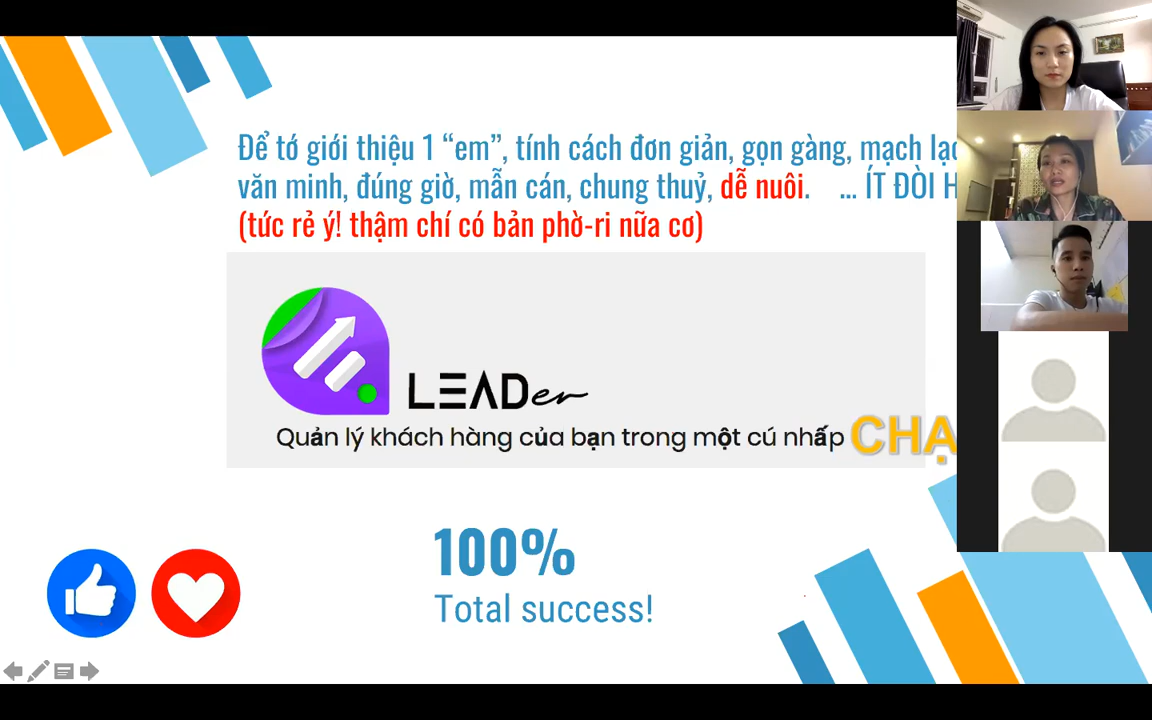 Để tớ giới thiệu 1 “em”, tính cách đơn giản, gọn gàng, mạch
văn minh, đúng giờ, mẫn cán, chung thuỷ, dễ nuôi. ... ÍT ĐÒI
(tức rẻ ý! thậm chí có bản phờ-ri nữa cơ)
LEADer
Quản lý khách hàng của bạn trong một cú nhấp CHẠ
100%
Total success!